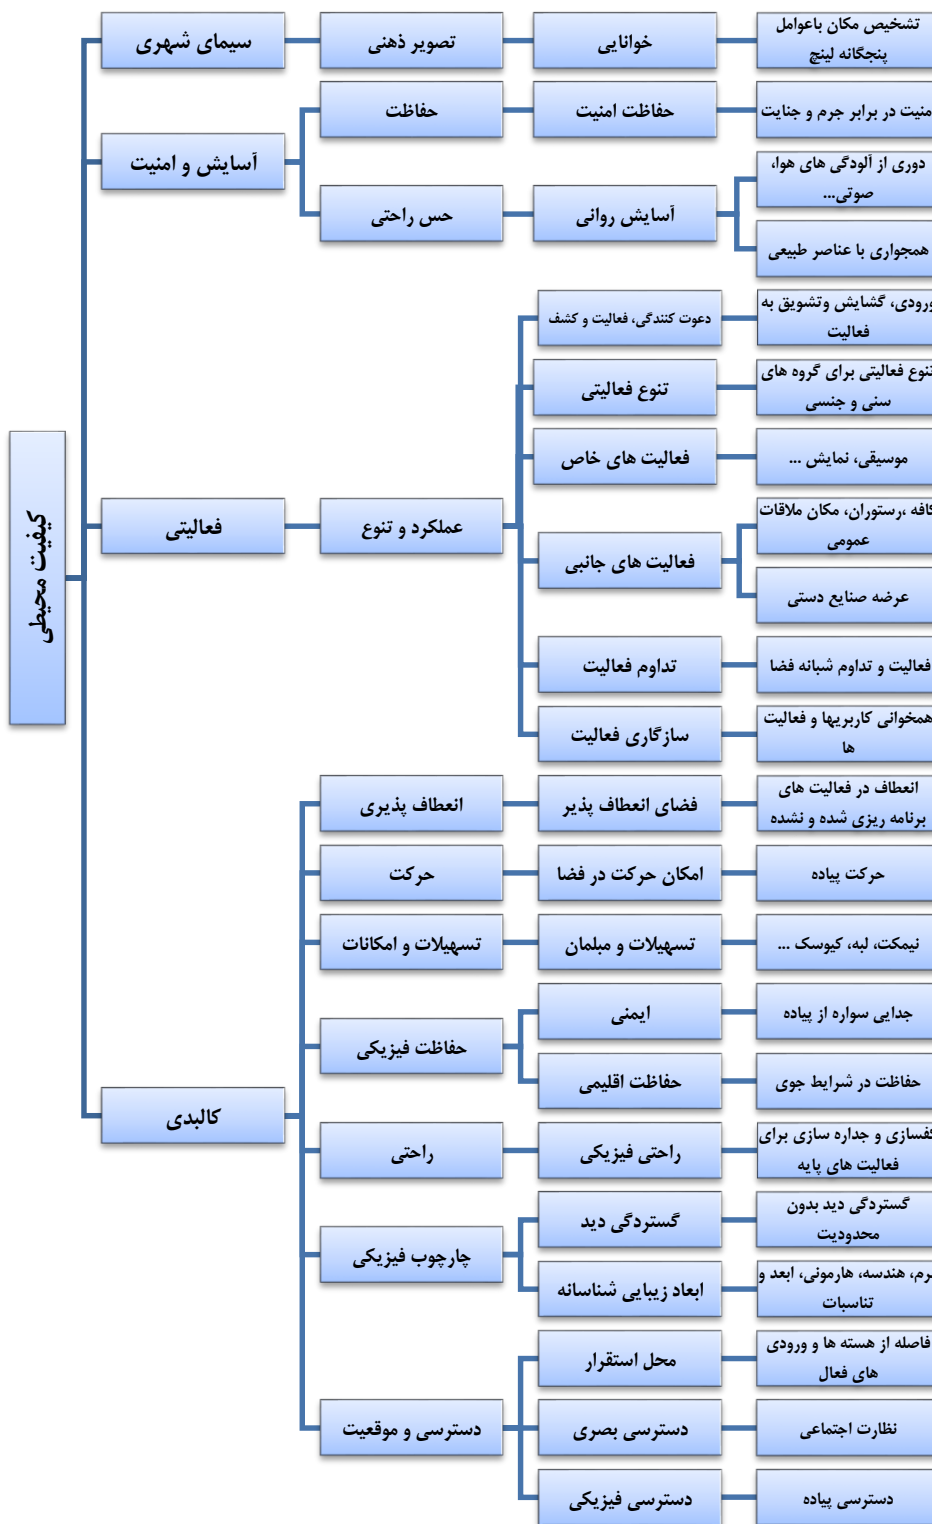 کیفیت محیطی
سیمای شهری
تصویر ذهنی
خوانایی
تشخیص مکان باعوامل
پنجگانه لینچ
آسایش و امنیت
حفاظت
حفاظت امنیت
منیت در برابر جرم و جنایت
حس راحتی
آسایش روانی
دوری از آلودگی های هوا،
صوتی...
همجواری با عناصر طبیعی
فعالیتی
عملکرد و تنوع
دعوت کنندگی، فعالیت و کشف
ورودی، گشایش وتشویق به
فعالیت
تنوع فعالیتی
تنوع فعالیتی برای گروه های
سنی و جنسی
فعالیت های خاص
موسیقی، نمایش ...
فعالیت های جانبی
کافه ،رستوران، مکان ملاقات
عمومی
عرضه صنایع دستی
تداوم فعالیت
فعالیت و تداوم شبانه فضا
سازگاری فعالیت
همخوانی کاربریها و فعالیت
ها
کالبدی
انعطاف پذیری
فضای انعطاف پذیر
انعطاف در فعالیت های
برنامه ریزی شده و نشده
حرکت
امکان حرکت در فضا
حرکت پیاده
تسهیلات و امکانات
تسهیلات و مبلمان
نیمکت، لبه، کیوسک ...
حفاظت فیزیکی
ایمنی
جدایی سواره از پیاده
حفاظت اقلیمی
حفاظت در شرایط جوی
راحتی
راحتی فیزیکی
کفسازی و جداره سازی برای
فعالیت های پایه
چارچوب فیزیکی
گستردگی دید
گستردگی دید بدون
محدودیت
ابعاد زیبایی شناسانه
رم، هندسه، هارمونی، ابعد و
تناسبات
دسترسی و موقعیت
محل استقرار
فاصله از هسته ها و ورودی
های فعال
دسترسی بصری
نظارت اجتماعی
دسترسی فیزیکی
دسترسی پیاده